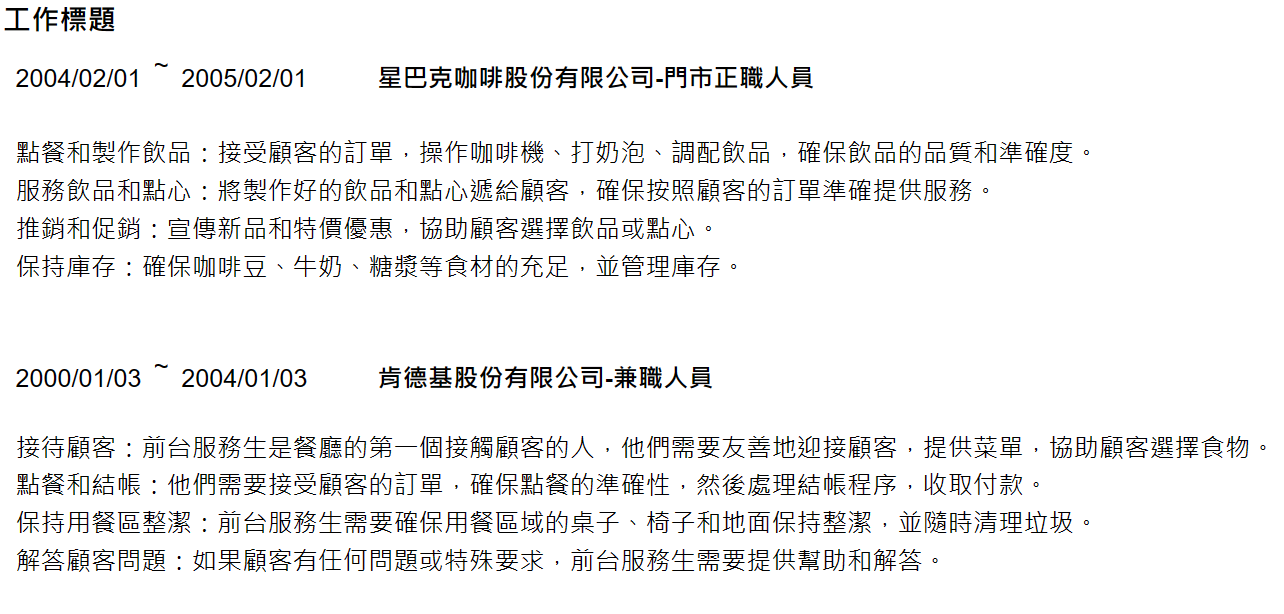 工作標題
2004/02/01 ~ 2005/02/01 星巴克咖啡股份有限公司-門市正職人員
點餐和製作飲品：接受顧客的訂單，操作咖啡機、打奶泡、調配飲品，確保飲品的品質和準確度。
服務飲品和點心：將製作好的飲品和點心遞給顧客，確保按照顧客的訂單準確提供服務。
推銷和促銷：宣傳新品和特價優惠，協助顧客選擇飲品或點心。
保持庫存：確保咖啡豆、牛奶、糖漿等食材的充足，並管理庫存。
2000/01/03 ~ 2004/01/03 肯德基股份有限公司-兼職人員
接待顧客：前台服務生是餐廳的第一個接觸顧客的人，他們需要友善地迎接顧客，提供菜單，協助顧客選擇食物。
點餐和結帳：他們需要接受顧客的訂單，確保點餐的準確性，然後處理結帳程序，收取付款。
保持用餐區整潔：前台服務生需要確保用餐區域的桌子、椅子和地面保持整潔，並隨時清理垃圾。
解答顧客問題：如果顧客有任何問題或特殊要求，前台服務生需要提供幫助和解答。